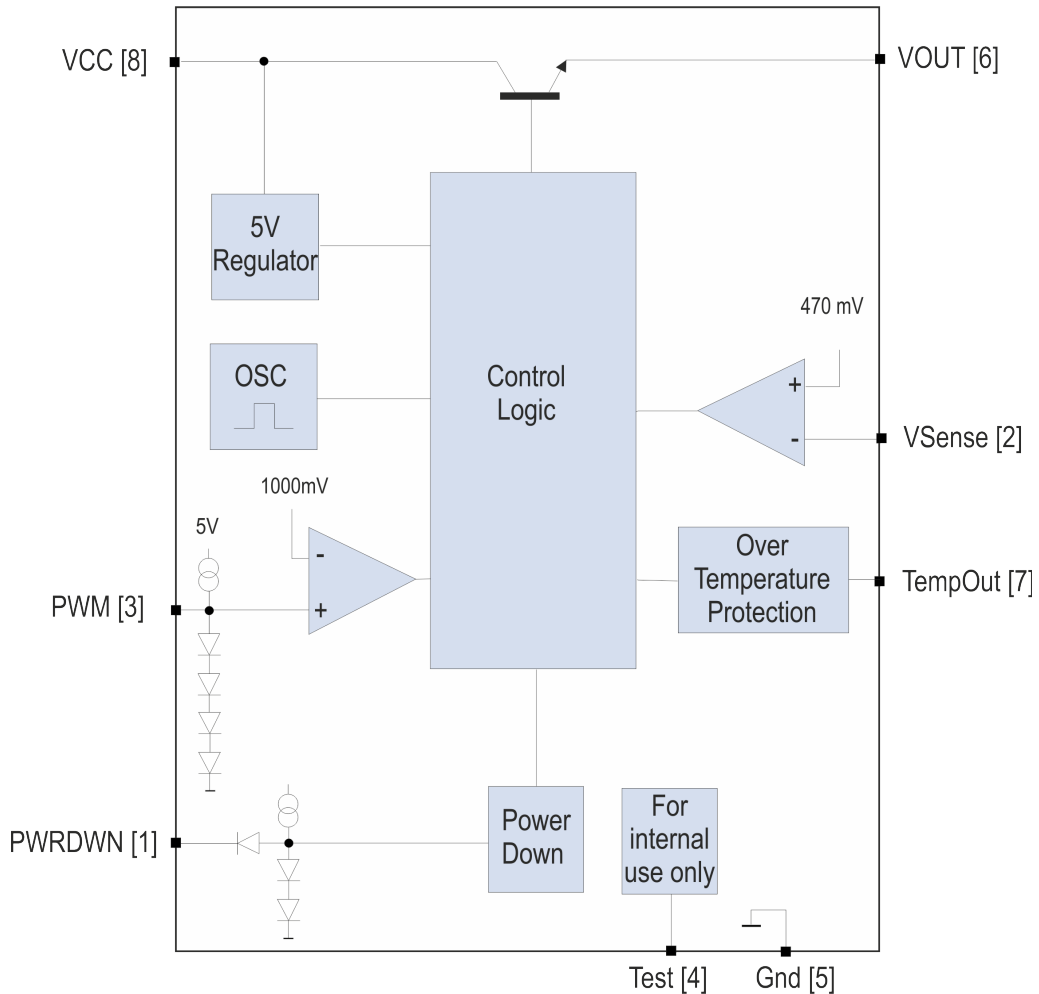 VCC [8]
VOUT [6]
5V
Regulator
470 mV
+
-
OSC
Control
Logic
VSense [2]
1000mV
5V
-
+
PWM [3]
Over
Temperature
Protection
TempOut [7]
PWRDWN [1]
Power
Down
For
internal
use only
Test [4]
Gnd [5]